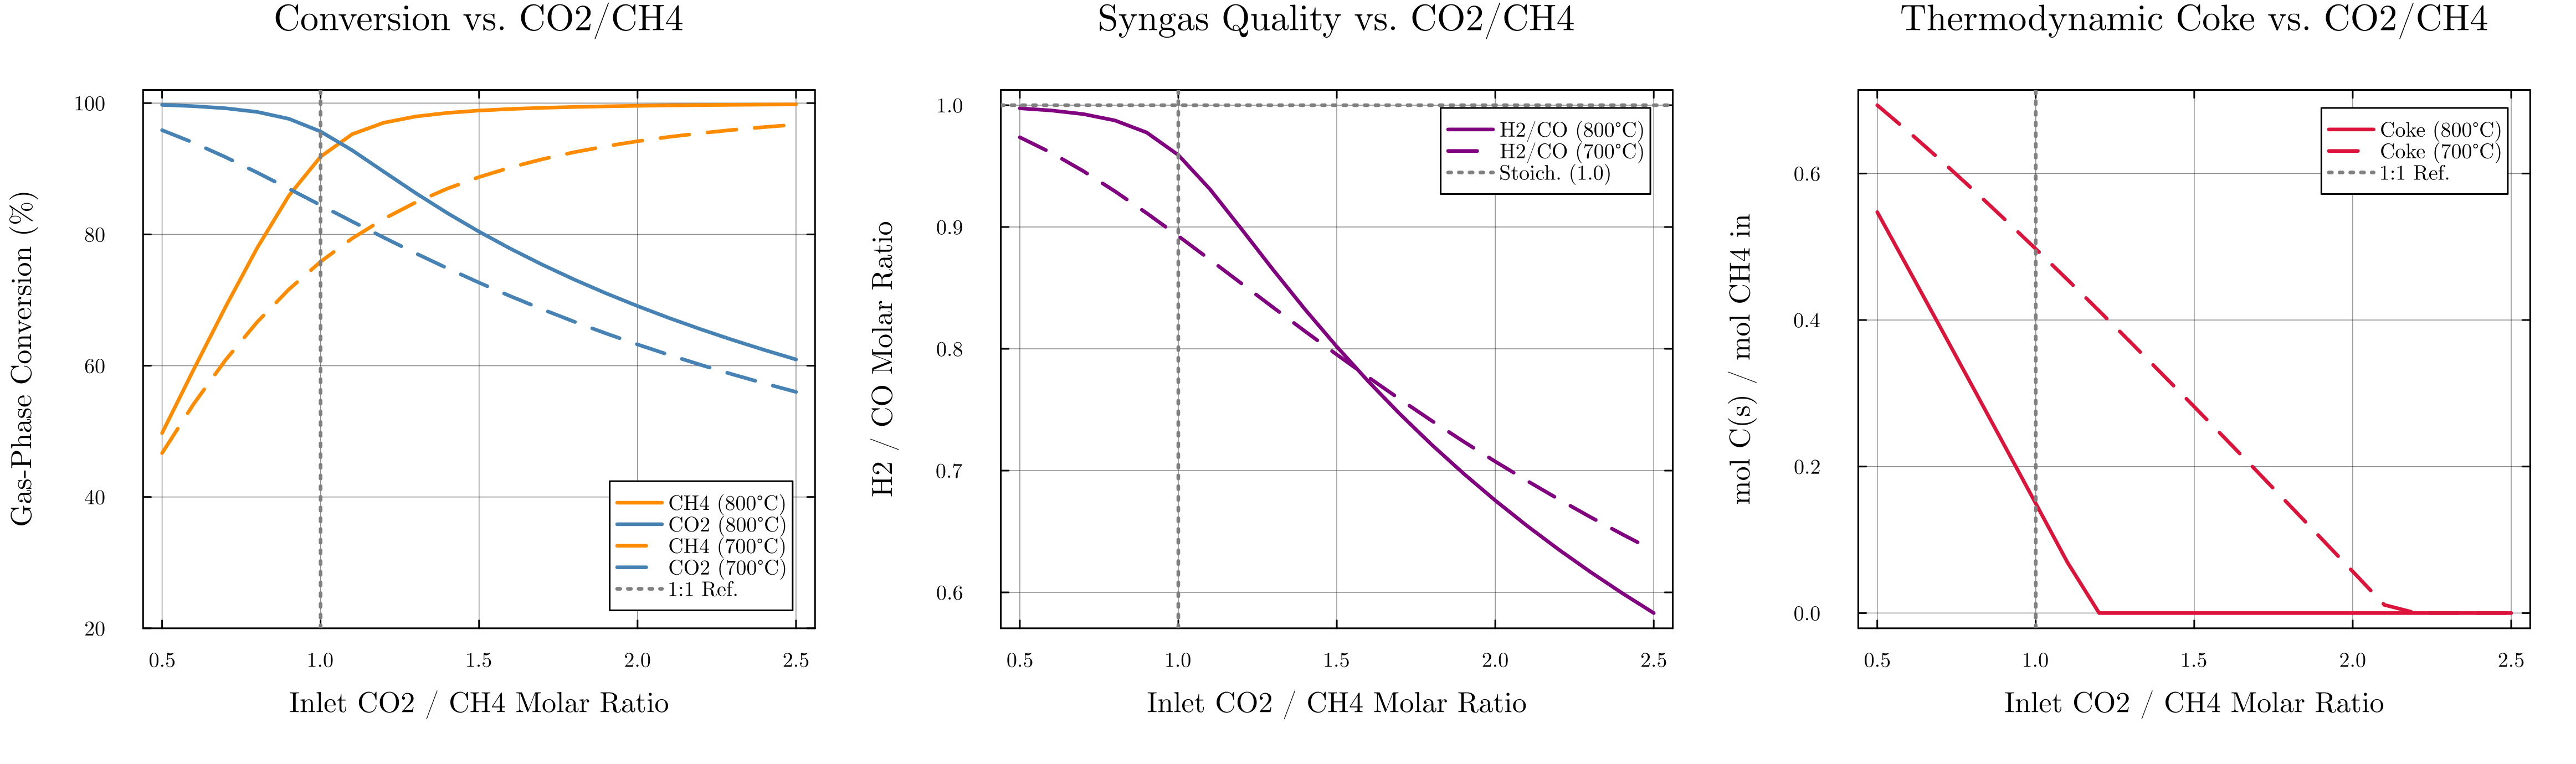 Conversion vs. CO2/CH4
Gas-Phase Conversion (%)
100
80
60
40
20
CH4 (800°C)
CO2 (800°C)
CH4 (700°C)
CO2 (700°C)
1:1 Ref.
0.5 1.0 1.5 2.0 2.5
Inlet CO2 / CH4 Molar Ratio
Syngas Quality vs. CO2/CH4
H2 / CO Molar Ratio
1.0
0.9
0.8
0.7
0.6
H2/CO (800°C)
H2/CO (700°C)
Stoich. (1.0)
0.5 1.0 1.5 2.0 2.5
Inlet CO2 / CH4 Molar Ratio
Thermodynamic Coke vs. CO2/CH4
mol C(s) / mol CH4 in
0.6
0.4
0.2
0.0
Coke (800°C)
Coke (700°C)
1:1 Ref.
0.5 1.0 1.5 2.0 2.5
Inlet CO2 / CH4 Molar Ratio